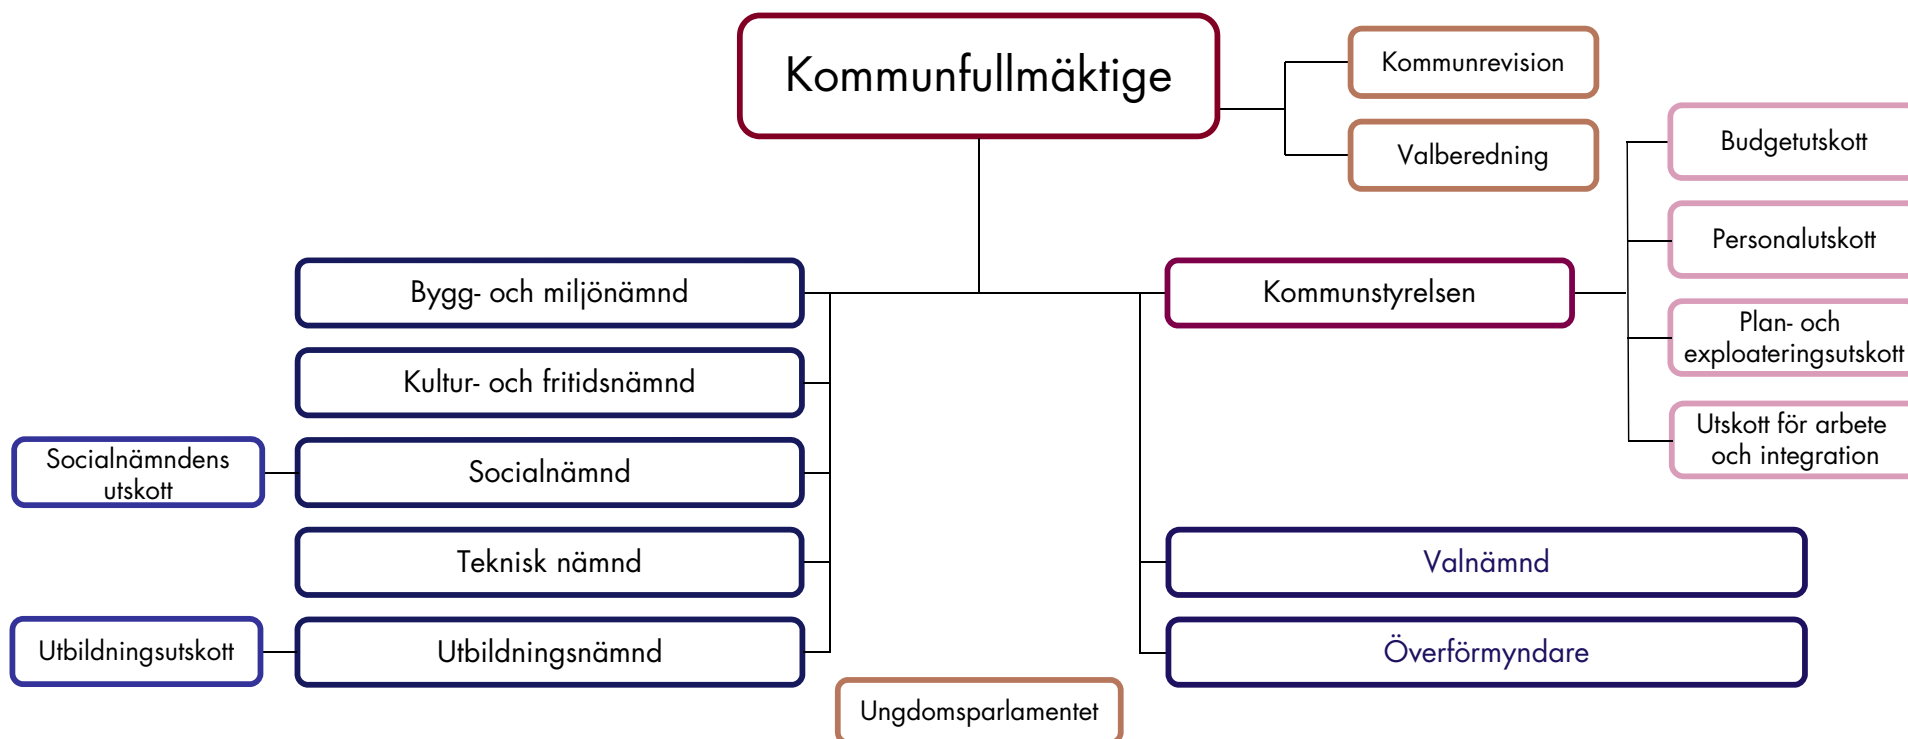 Kommunfullmäktige
Kommunrevision
Valberedning
Budgetutskott
Personalutskott
Plan- och
exploateringsutskott
Utskott för arbete
och integration
Kommunstyrelsen
Bygg- och miljönämnd
Kultur- och fritidsnämnd
Socialnämndens
utskott
Socialnämnd
Teknisk nämnd
Utbildningsutskott
Utbildningsnämnd
Valnämnd
Överförmyndare
Ungdomsparlamentet